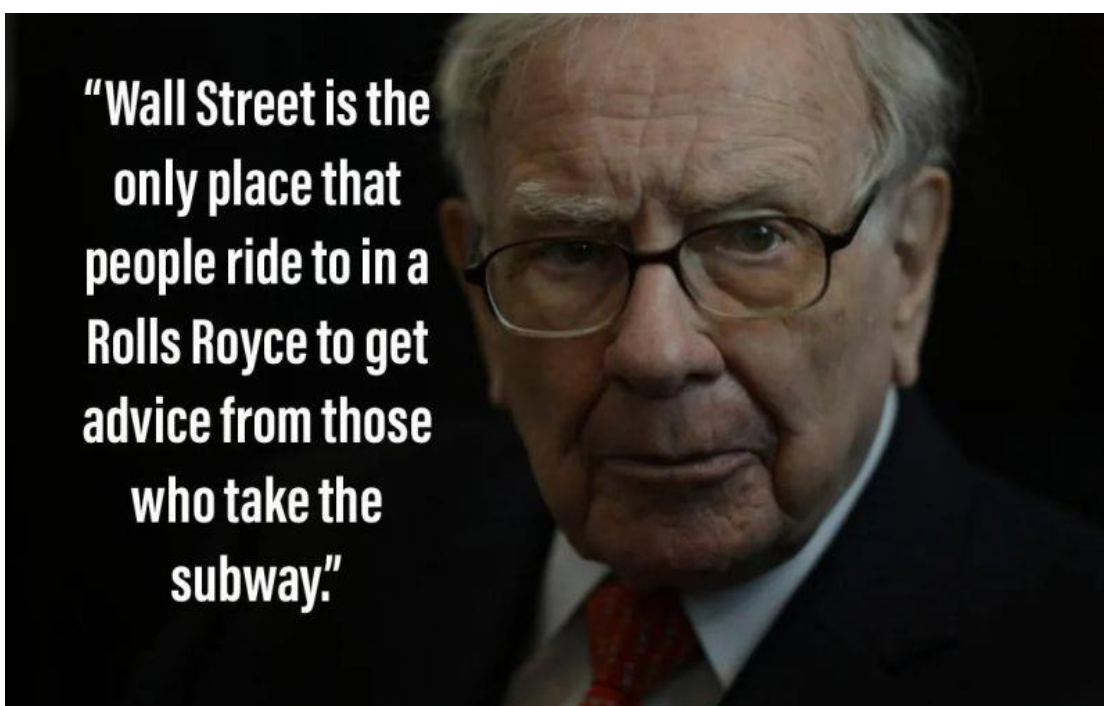 “Wall Street is the
only place that
people ride to in a
Rolls Royce to get
advice from those
who take the
subway.”